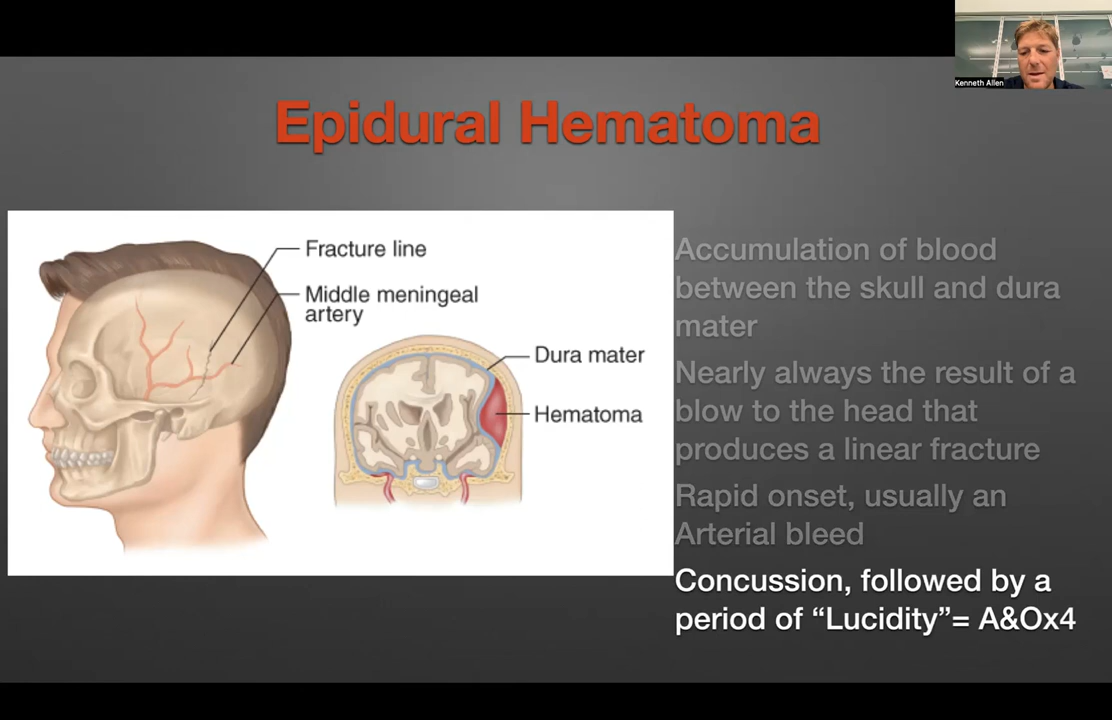 Kenneth Allen
Epidural Hematoma
Fracture line
Middle meningeal
artery
Dura mater
Hematoma
Accumulation of blood
between the skull and dura
mater
Nearly always the result of a
blow to the head that
produces a linear fracture
Rapid onset, usually an
Arterial bleed
Concussion, followed by a
period of “Lucidity”= A&Ox4